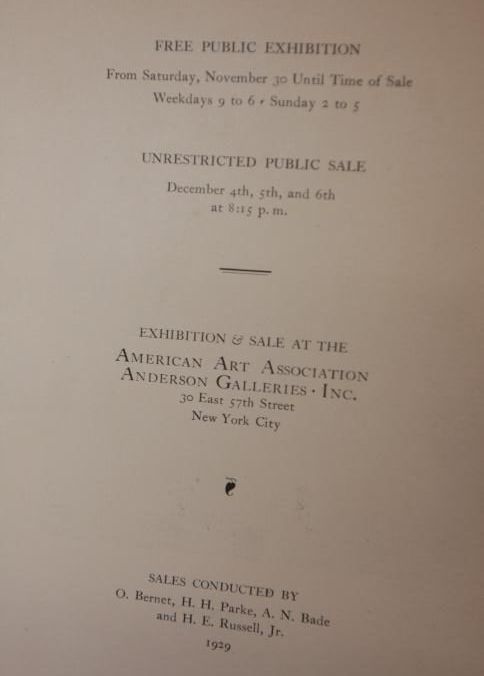 FREE PUBLIC EXHIBITION
From Saturday, November 30 Until Time of Sale
Weekdays 9 to 6 • Sunday 2 to 5
UNRESTRICTED PUBLIC SALE
December 4th, 5th, and 6th
at 8:15 p. m.
EXHIBITION & SALE AT THE
AMERICAN ART ASSOCIATION
ANDERSON GALLERIES · INC.
30 East 57th Street
New York City
SALES CONDUCTED BY
O. Bernet, H. H. Parke, A. N. Bade
and H. E. Russell, Jr.
1929